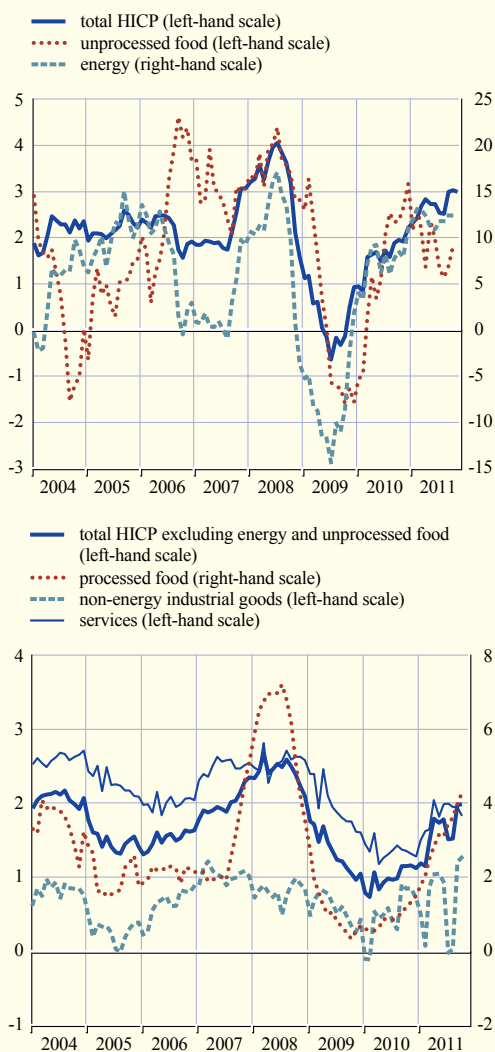 total HICP (left-hand scale)
unprocessed food (left-hand scale)
energy (right-hand scale)
5 25
4 20
3 15
2 10
1 5
0 0
-1 -5
-2 -10
-3 -15
2004 2005 2006 2007 2008 2009 2010 2011
total HICP excluding energy and unprocessed food
(left-hand scale)
processed food (right-hand scale)
non-energy industrial goods (left-hand scale)
services (left-hand scale)
4 8
3 6
2 4
1 2
0 0
-1 -2
2004 2005 2006 2007 2008 2009 2010 2011